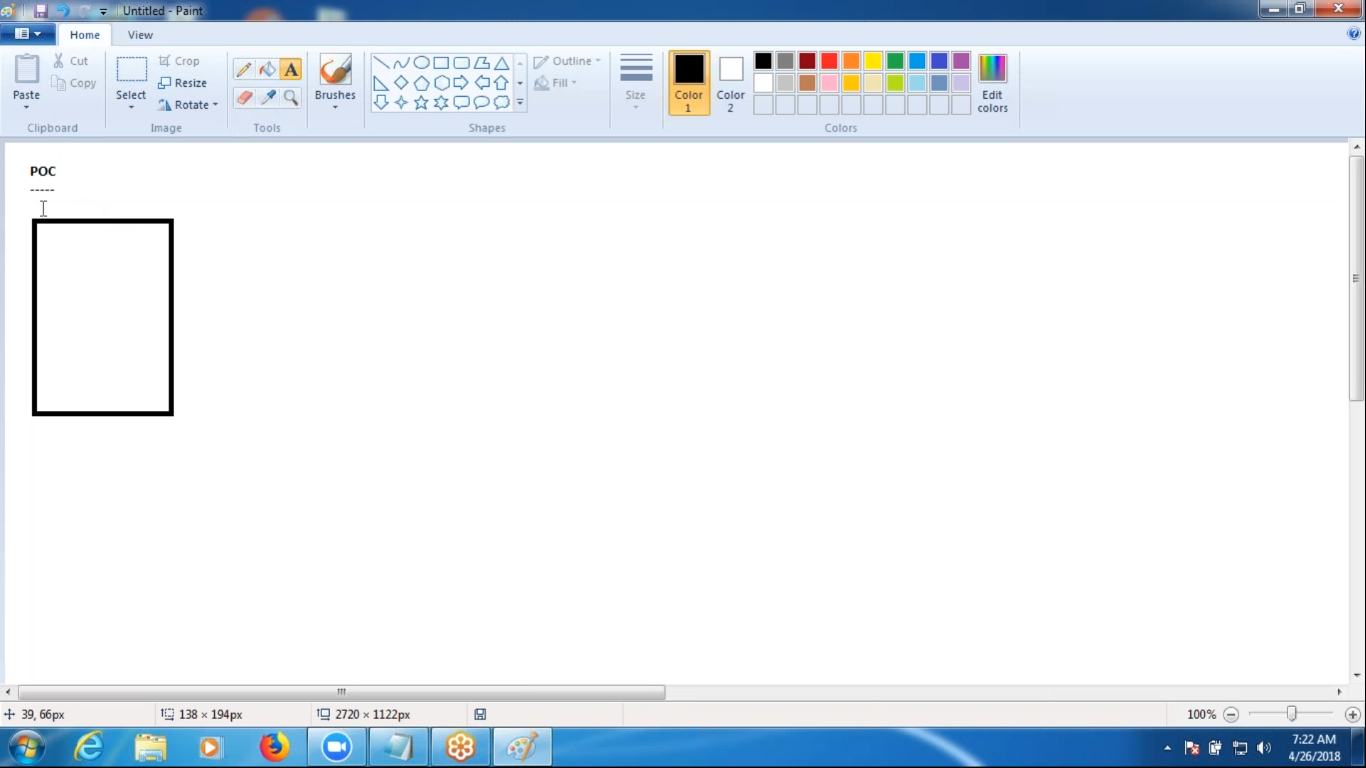 Untitled - Paint
Home View
Cut
Copy
Paste
Crop
Resize
Rotate
Select
Brushes
Outline
Fill
Size
Color 1
Color 2
Edit colors
Clipboard Image Tools Shapes Colors
POC
-----
39, 66px 138 × 194px 2720 × 1122px 100%
7:22 AM
4/26/2018